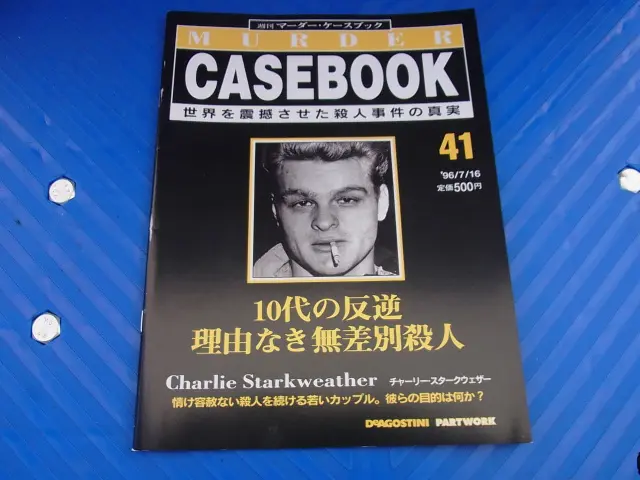 週刊 マーダー・ケースブック
MURDER
CASEBOOK
世界を震撼させた殺人事件の真実
41
'96/7/16
定価500円
10代の反逆
理由なき無差別殺人
Charlie Starkweather チャーリー・スタークウェザー
情け容赦ない殺人を続ける若いカップル。彼らの目的は何か？
DeAGOSTINI PARTWORK